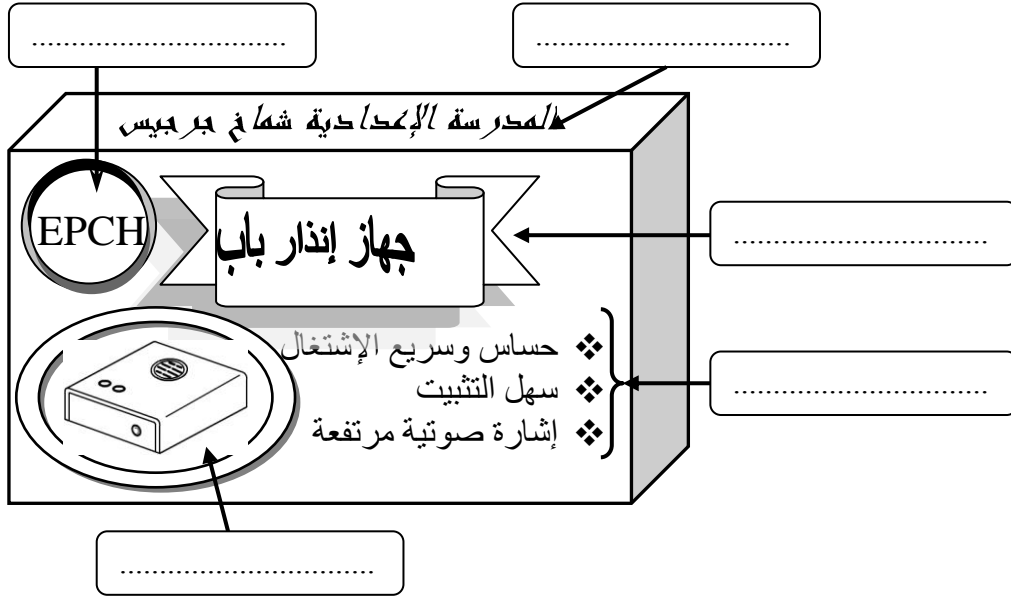 ................................
................................
المدرسة الإعدادية شماخ جرجيس
EPCH
جهاز إنذار باب
................................
❖ حساس وسريع الإشتغال
❖ سهل التثبيت
❖ إشارة صوتية مرتفعة
................................
................................